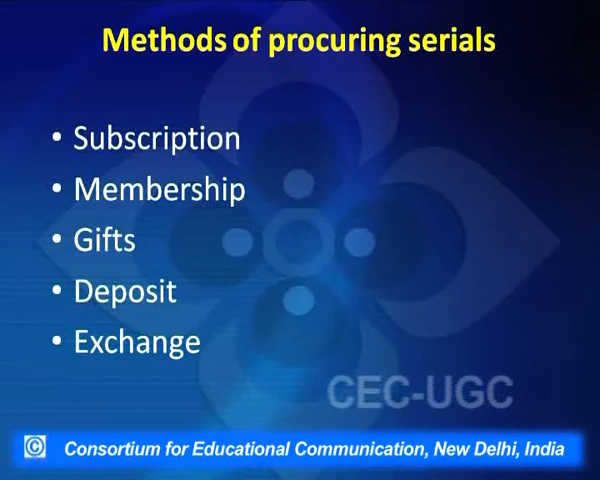 Methods of procuring serials
• Subscription
• Membership
• Gifts
• Deposit
• Exchange
CEC-UGC
© Consortium for Educational Communication, New Delhi, India